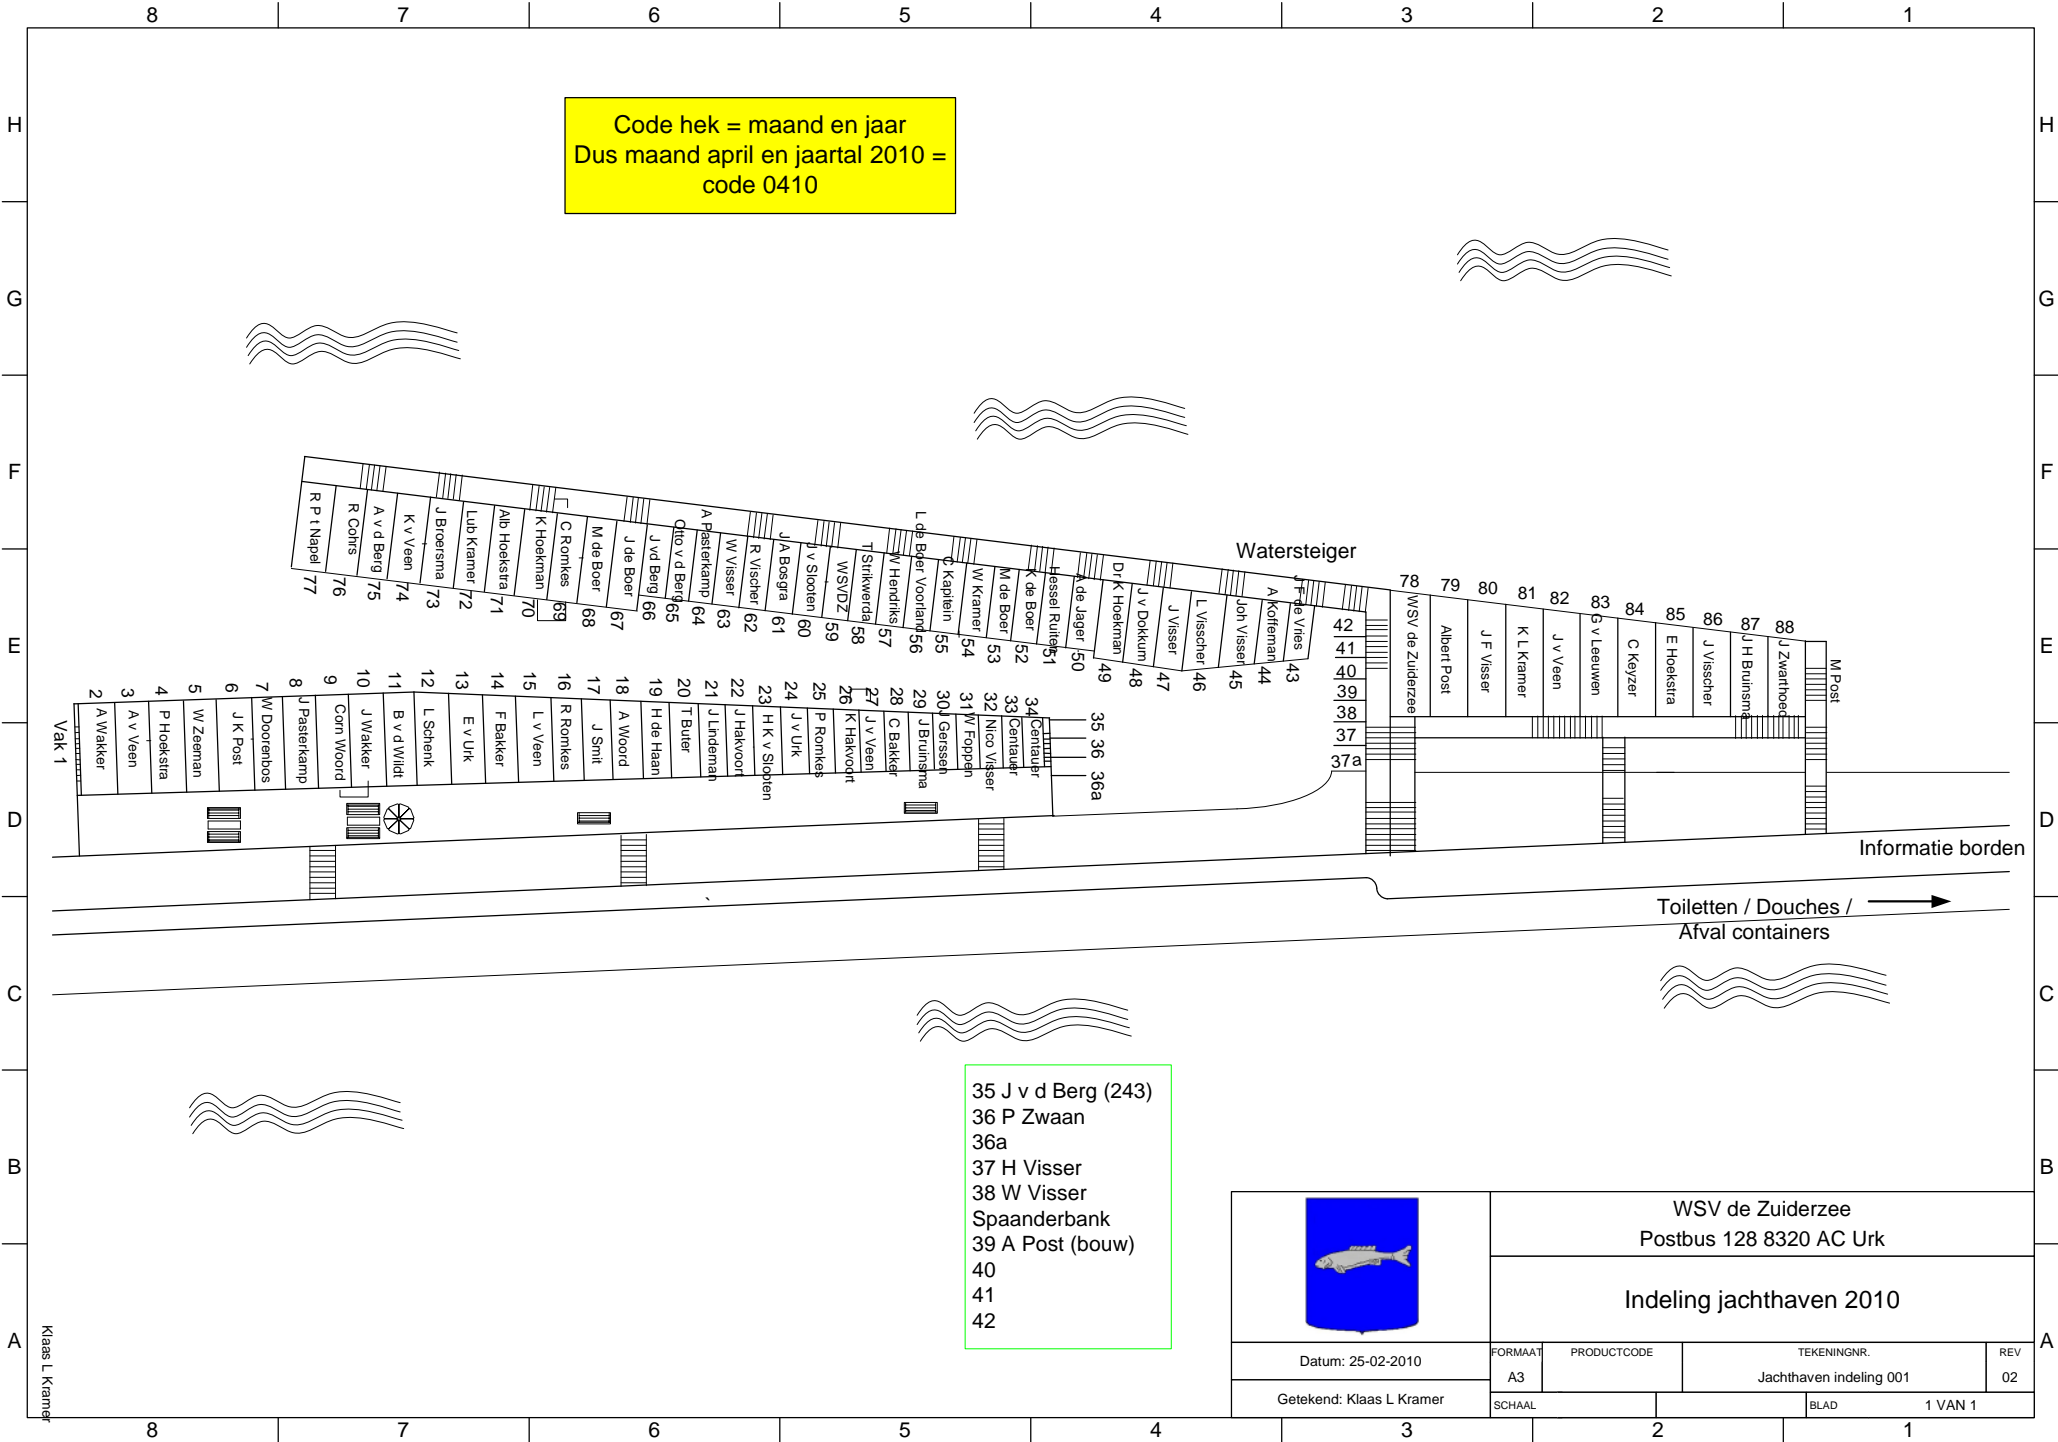 8 7 6 5 4 3 2 1
H
H
Code hek = maand en jaar
Dus maand april en jaartal 2010 =
code 0410
G
G
F
F
E
E
D
D
C
C
B
B
A
A
Watersteiger
R P t Napel 77
R Cohrs 76
A v d Berg 75
K v Veen 74
J Broersma 73
Lub Kramer 72
Alb Hoekstra 71
K Hoekman 70
C Romkes 69
M de Boer 68
J de Boer 67
J vd Berg 66
Otto v d Berg 65
A Pasterkamp 64
W Visser 63
R Vischer 62
J A Bosgra 61
J v Slooten 60
WSVDZ 59
T Strikwerda 58
W Hendriks 57
L de Boer Voorland 56
C Kapitein 55
W Kramer 54
M de Boer 53
K de Boer 52
Hessel Ruiten 51
A de Jager 50
Dr K Hoekman 49
J v Dokkum 48
J Visser 47
L Visscher 46
Joh Visser 45
A Koffeman 44
J F de Vries 43
42
41
40
39
38
37
37a
78 WSV de Zuiderzee
79 Albert Post
80 J F Visser
81 K L Kramer
82 J v Veen
83 G v Leeuwen
84 C Keyzer
85 E Hoekstra
86 J Visscher
87 J H Bruinsma
88 J Zwarthoed
M Post
Vak 1
2 A Wakker
3 A v Veen
4 P Hoekstra
5 W Zeeman
6 J K Post
7 W Doorenbos
8 J Pasterkamp
9 Corn Woord
10 J Wakker
11 B v d Wildt
12 L Schenk
13 E v Urk
14 F Bakker
15 L v Veen
16 R Romkes
17 J Smit
18 A Woord
19 H de Haan
20 T Buter
21 J Lindeman
22 J Hakvoort
23 H K v Slooten
24 J v Urk
25 P Romkes
26 K Hakvoort
27 J v Veen
28 C Bakker
29 J Bruinsma
30 J Gerssen
31 W Foppen
32 Nico Visser
33 Centauer
34 Centauer
35
36
36a
Informatie borden
Toiletten / Douches /
Afval containers
35 J v d Berg (243)
36 P Zwaan
36a
37 H Visser
38 W Visser
Spaanderbank
39 A Post (bouw)
40
41
42
WSV de Zuiderzee
Postbus 128 8320 AC Urk
Indeling jachthaven 2010
Datum: 25-02-2010
Getekend: Klaas L Kramer
FORMAAT
A3
PRODUCTCODE
TEKENINGNR.
Jachthaven indeling 001
REV
02
SCHAAL
BLAD
1 VAN 1
Klaas L Kramer
8 7 6 5 4 3 2 1